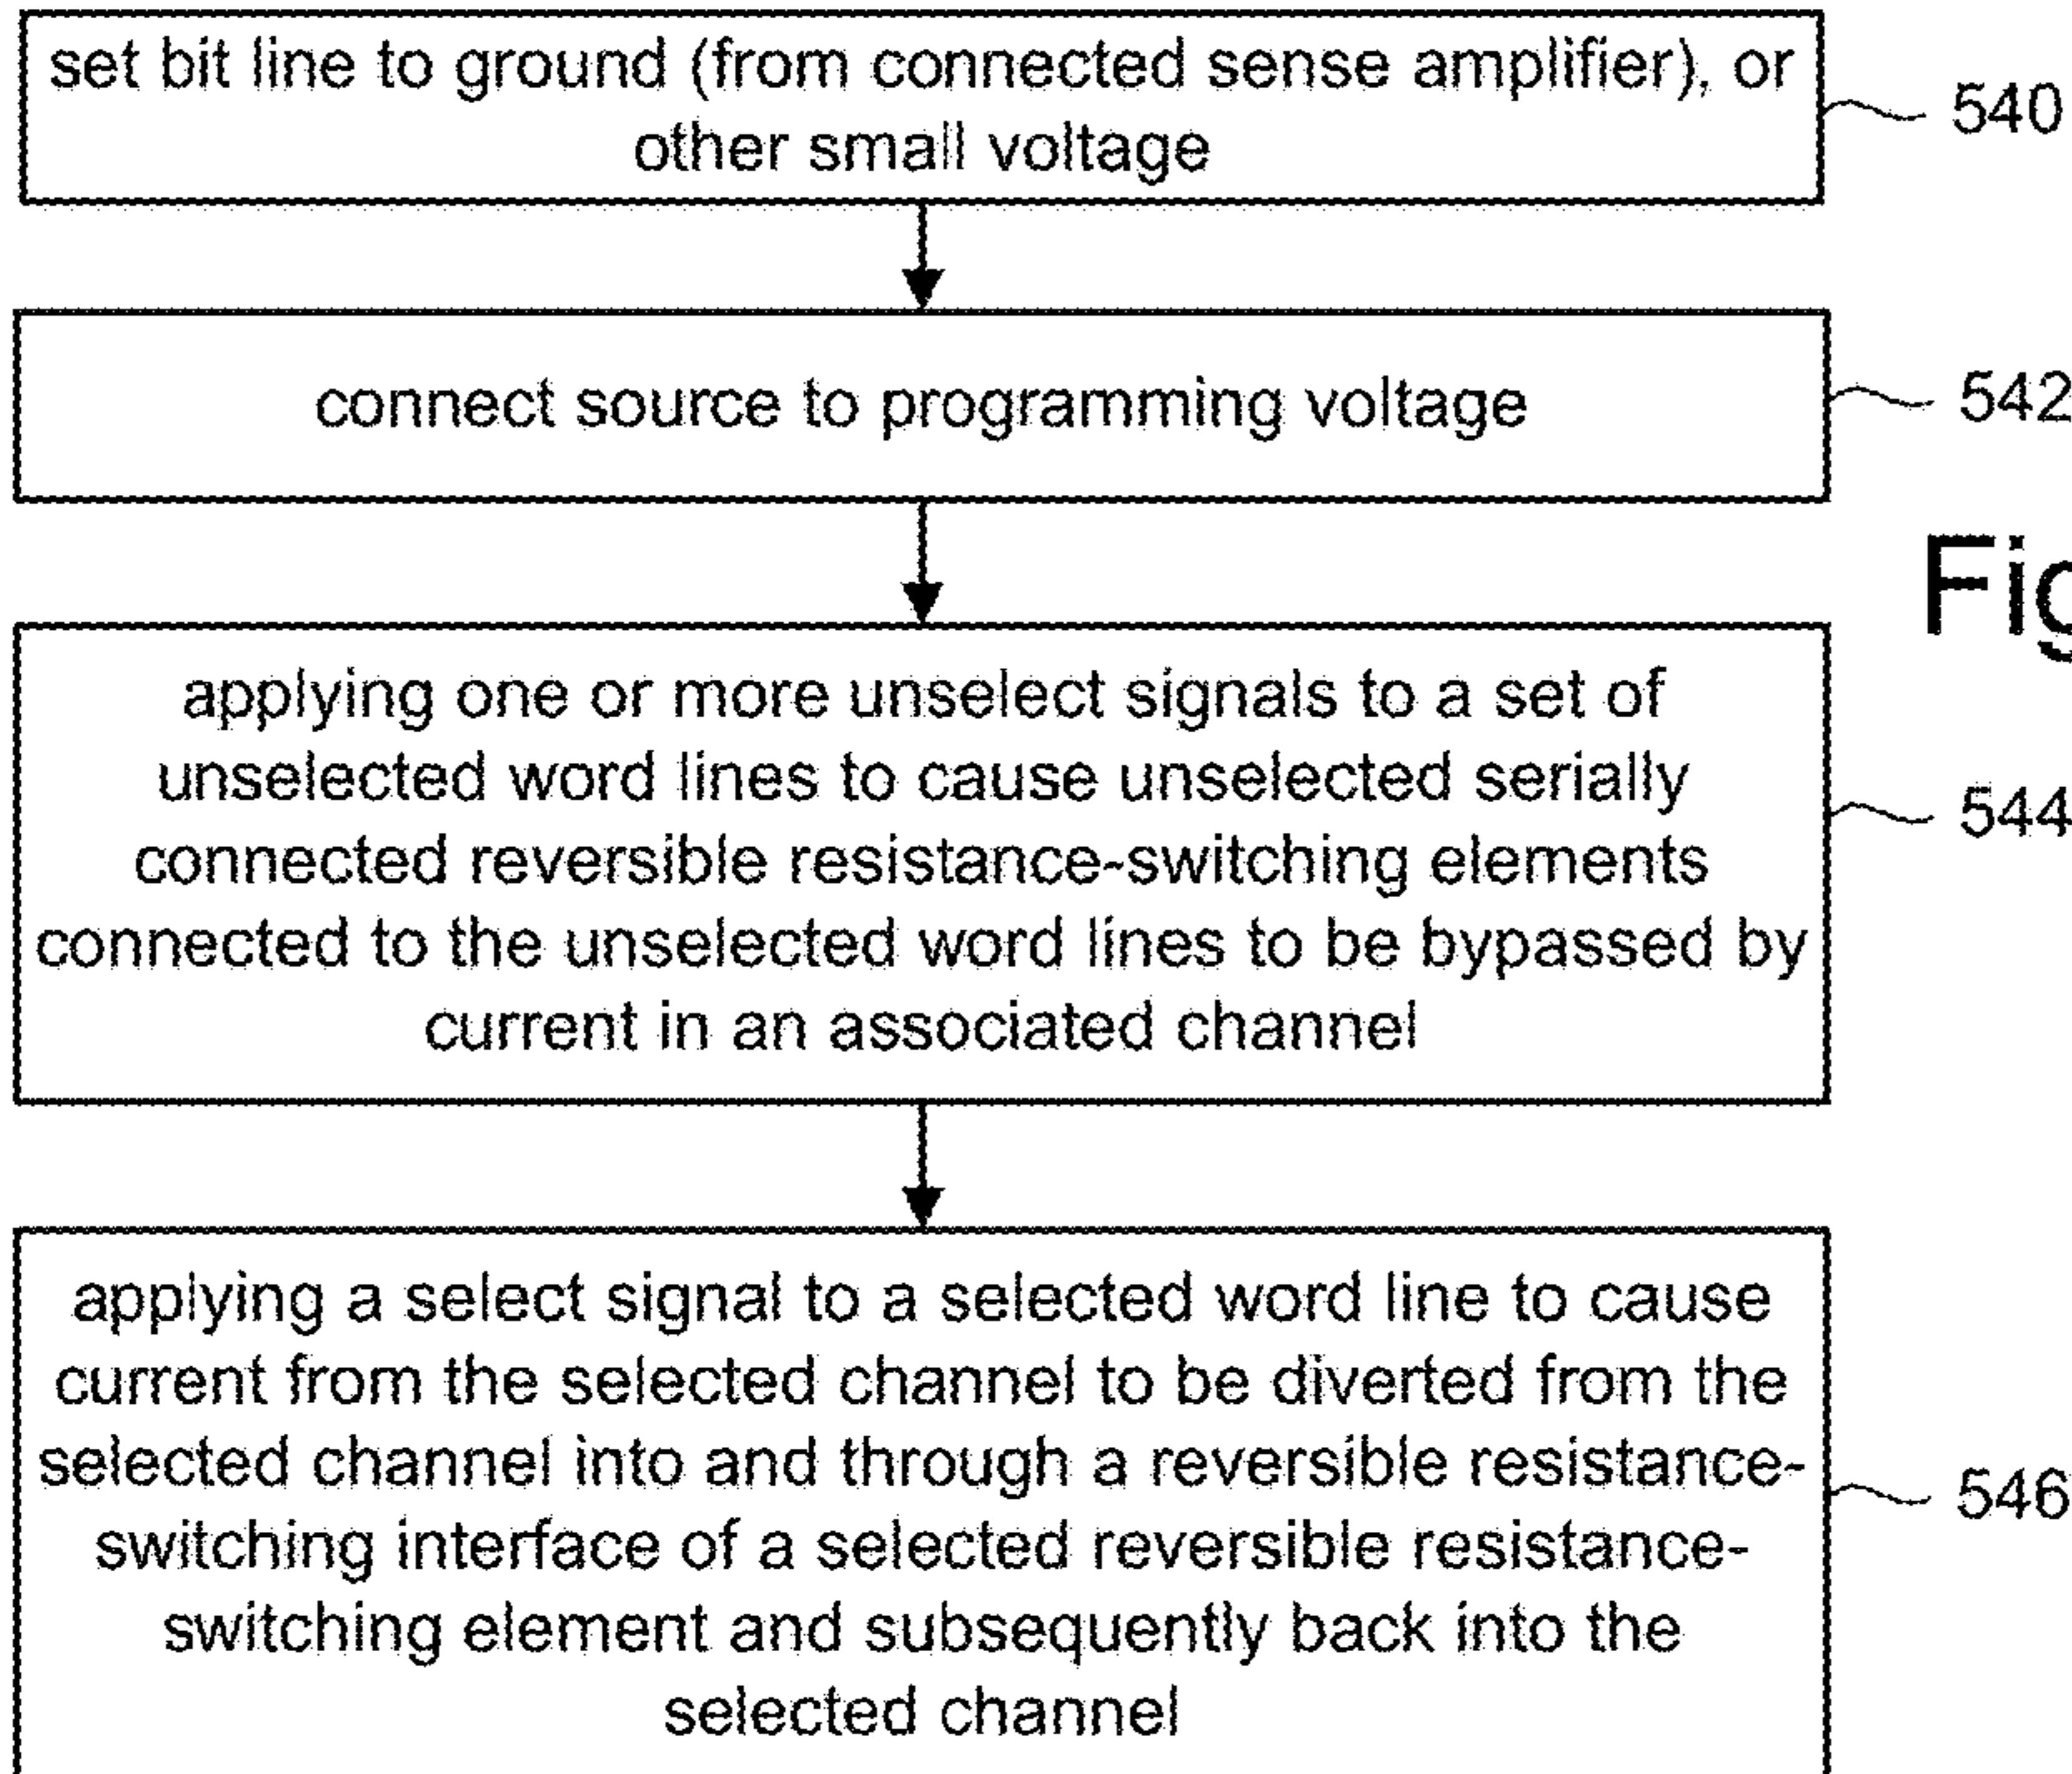 set bit line to ground (from connected sense amplifier), or
other small voltage
540
connect source to programming voltage
542
Fig
applying one or more unselect signals to a set of
unselected word lines to cause unselected serially
connected reversible resistance-switching elements
connected to the unselected word lines to be bypassed by
current in an associated channel
544
applying a select signal to a selected word line to cause
current from the selected channel to be diverted from the
selected channel into and through a reversible resistance-
switching interface of a selected reversible resistance-
switching element and subsequently back into the
selected channel
546